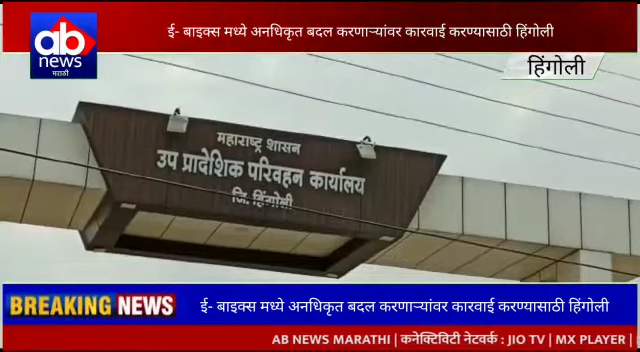 ई- बाइक्स मध्ये अनधिकृत बदल करणाऱ्यांवर कारवाई करण्यासाठी हिंगोली
ab
news
मराठी
हिंगोली
महाराष्ट्र शासन
उप प्रादेशिक परिवहन कार्यालय
जि. हिंगोली
BREAKING NEWS
ई- बाइक्स मध्ये अनधिकृत बदल करणाऱ्यांवर कारवाई करण्यासाठी हिंगोली
AB NEWS MARATHI | कनेक्टिविटी नेटवर्क : JIO TV | MX PLAYER |